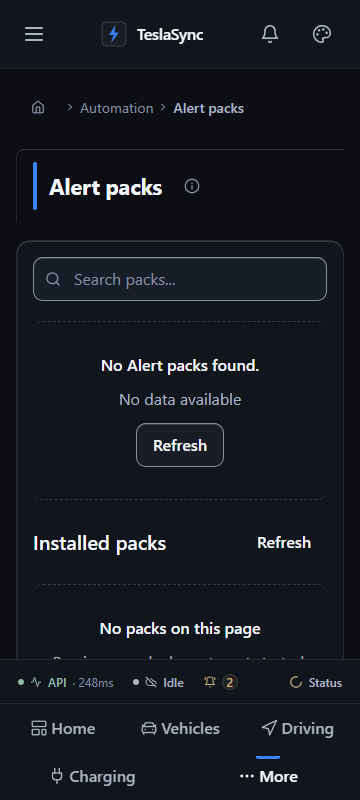 TeslaSync
Automation
Alert packs
Alert packs
Search packs...
No Alert packs found.
No data available
Refresh
Installed packs
Refresh
No packs on this page
API · 248ms
Idle
2
Status
Home
Vehicles
Driving
Charging
More